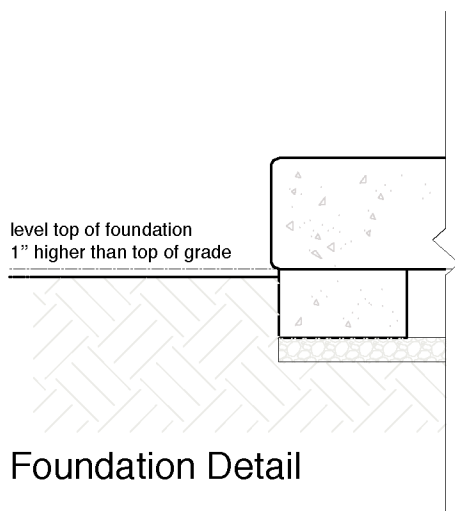 level top of foundation
1” higher than top of grade
Foundation Detail